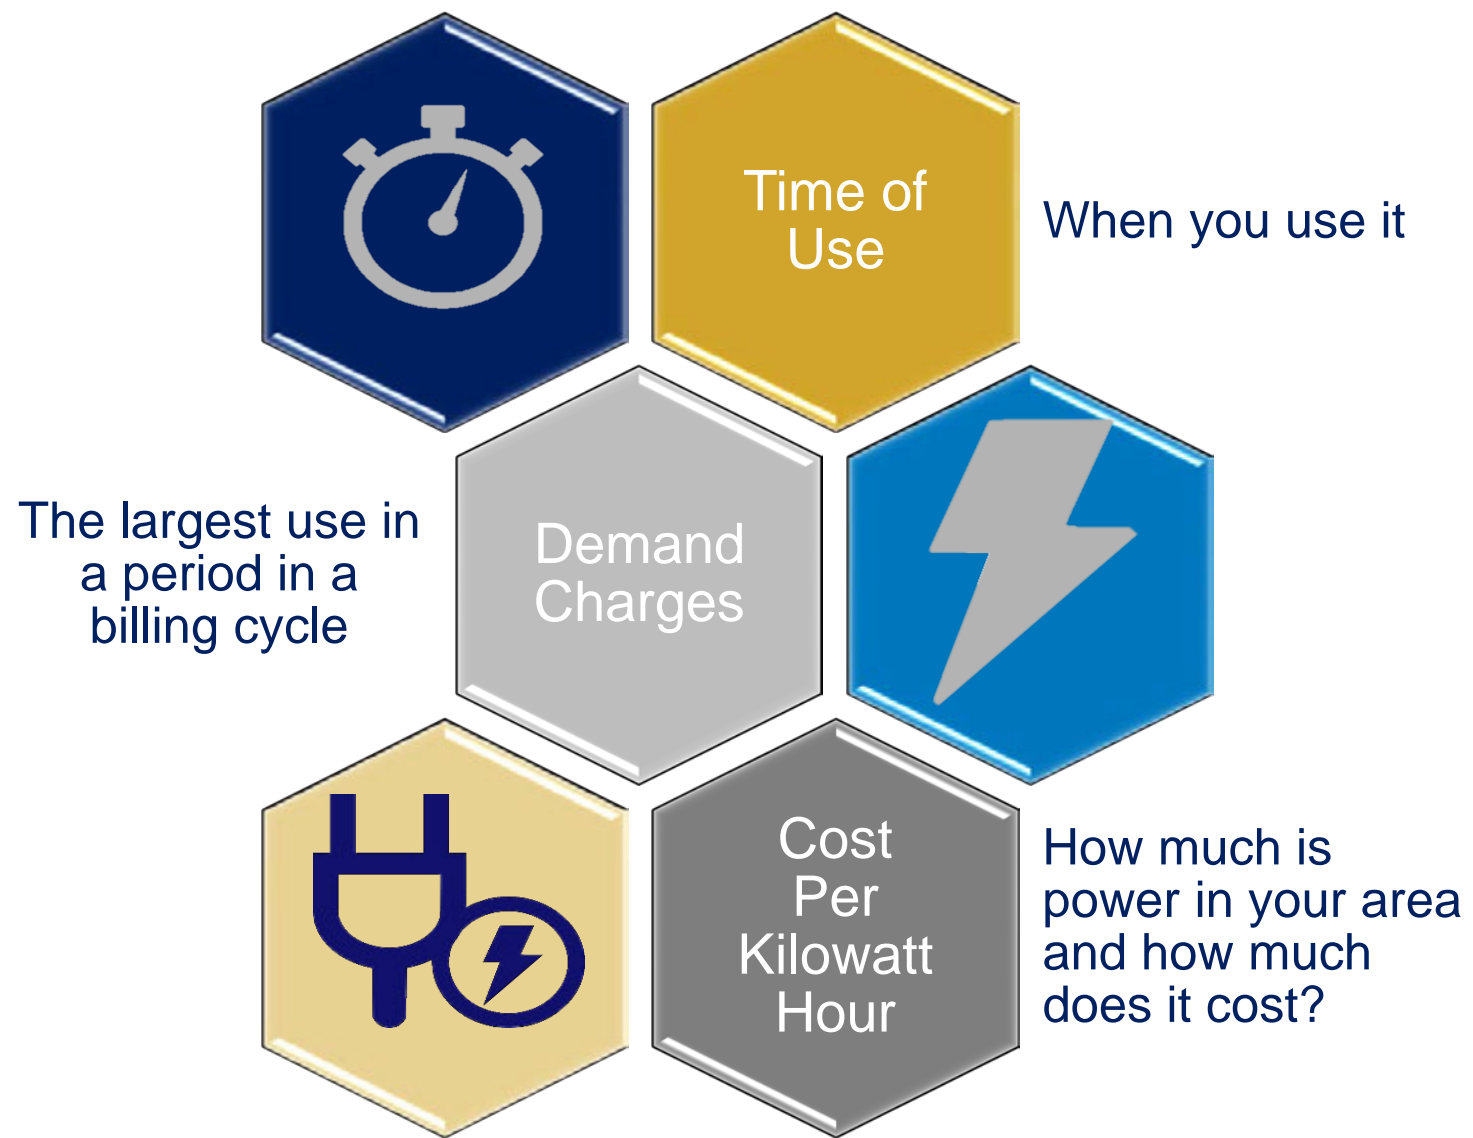 Time of
Use
When you use it
The largest use in
a period in a
billing cycle
Demand
Charges
Cost
Per
Kilowatt
Hour
How much is
power in your area
and how much
does it cost?